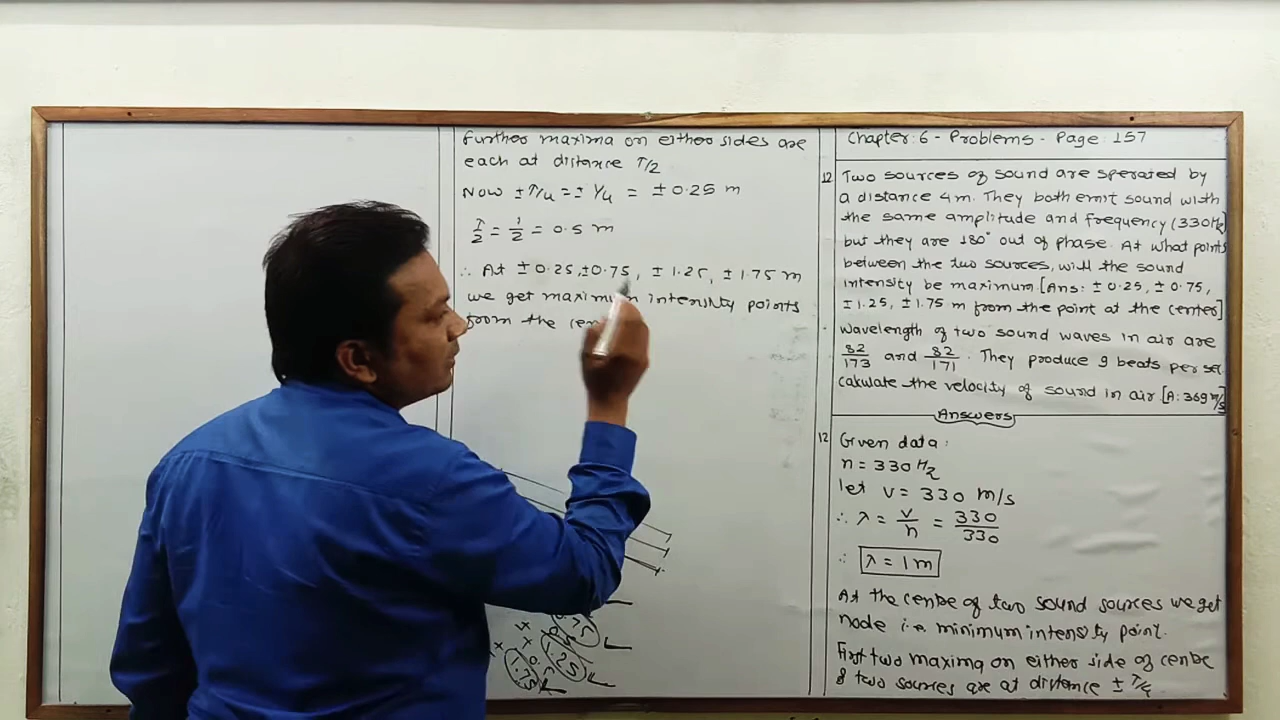 Further maxima on either sides are
each at distance λ/2
Now ± λ/4 = ± 1/4 = ± 0.25 m
λ/2 = 1/2 = 0.5 m
∴ At ± 0.25, ± 0.75, ± 1.25, ± 1.75 m
we get maximum intensity points
from the
1.25
1.75
Chapter: 6 - Problems - Page: 157
12 Two sources of sound are sperated by
a distance 4m. They both emit sound with
the same amplitude and frequency (330Hz)
but they are 180° out of phase. At what points
between the two sources, will the sound
intensity be maximum. [Ans: ± 0.25, ± 0.75,
± 1.25, ± 1.75 m from the point at the center]
Wavelength of two sound waves in air are
82/173 and 82/171. They produce 9 beats per sec.
calculate the velocity of sound in air. [A: 369 m/s]
Answers
12 Given data:
n = 330 Hz
let v = 330 m/s
∴ λ = v/n = 330/330
∴ λ = 1m
At the centre of two sound sources we get
node i.e. minimum intensity point.
First two maxima on either side of centre
& two sources are at distance ± λ/4